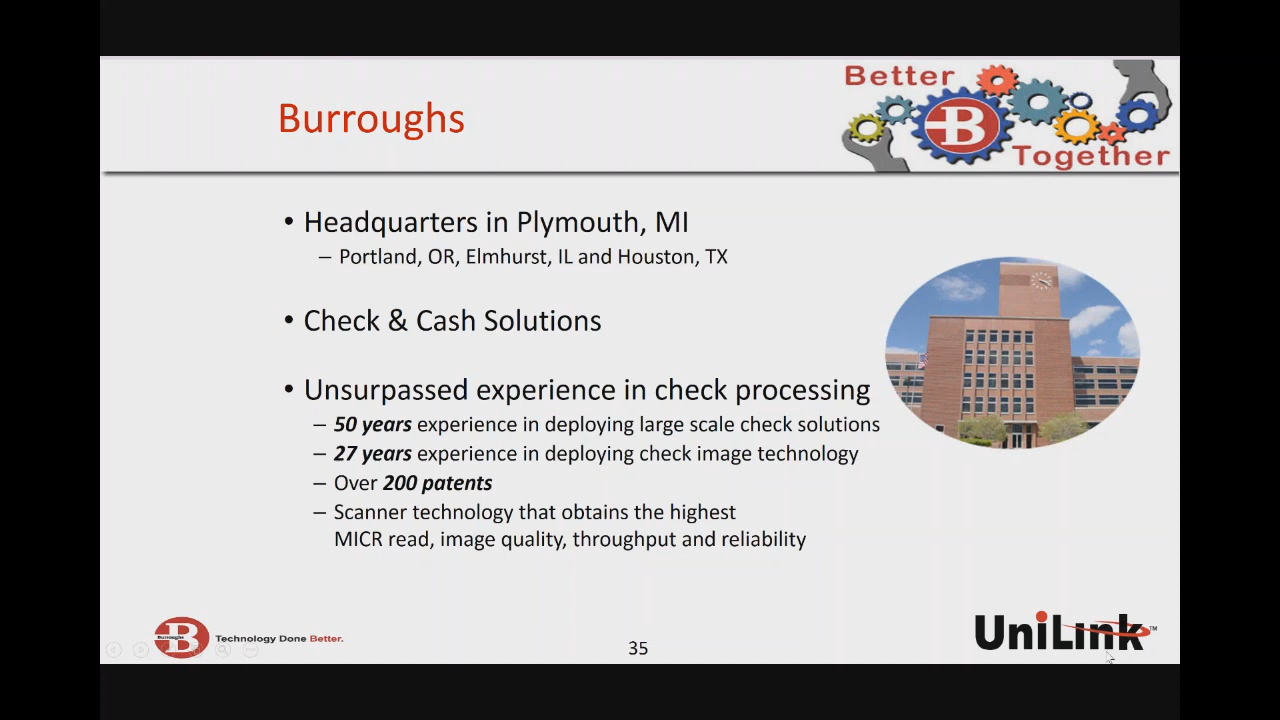 Better
B
Together
Burroughs
• Headquarters in Plymouth, MI
– Portland, OR, Elmhurst, IL and Houston, TX
• Check & Cash Solutions
• Unsurpassed experience in check processing
– 50 years experience in deploying large scale check solutions
– 27 years experience in deploying check image technology
– Over 200 patents
– Scanner technology that obtains the highest
MICR read, image quality, throughput and reliability
Burroughs
B
Technology Done Better.
35
UniLink™